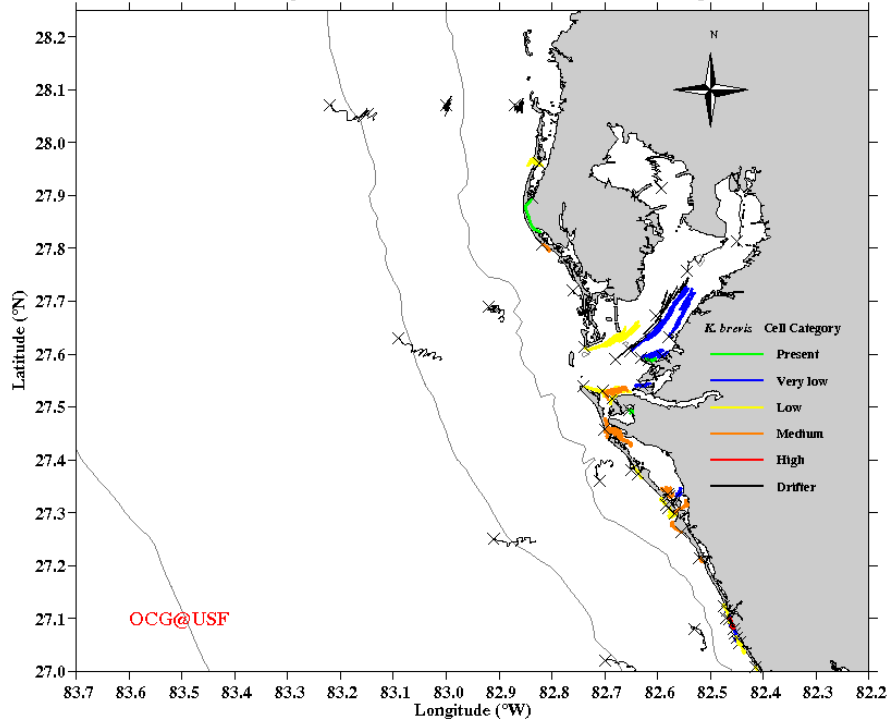 28.2
28.1
28.0
27.9
27.8
27.7
27.6
27.5
27.4
27.3
27.2
27.1
27.0
Latitude (°N)
N
K. brevis Cell Category
Present
Very low
Low
Medium
High
Drifter
OCG@USF
83.7 83.6 83.5 83.4 83.3 83.2 83.1 83.0 82.9 82.8 82.7 82.6 82.5 82.4 82.3 82.2
Longitude (°W)